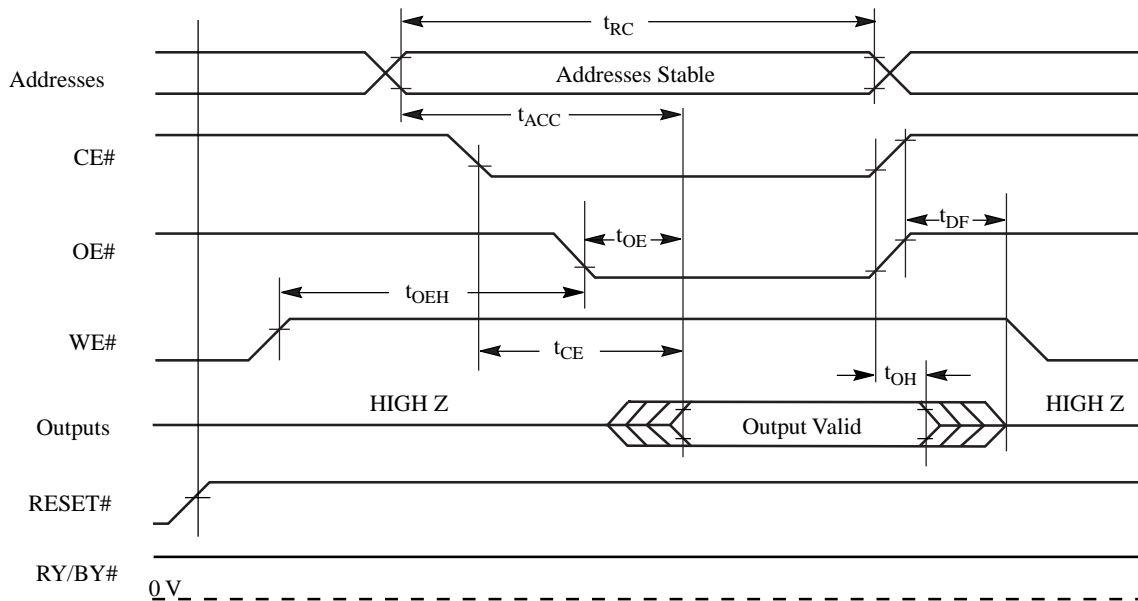 tRC
Addresses
Addresses Stable
tACC
CE#
tDF
OE#
tOE
tOEH
WE#
tCE
tOH
HIGH Z
HIGH Z
Outputs
Output Valid
RESET#
RY/BY#
0 V